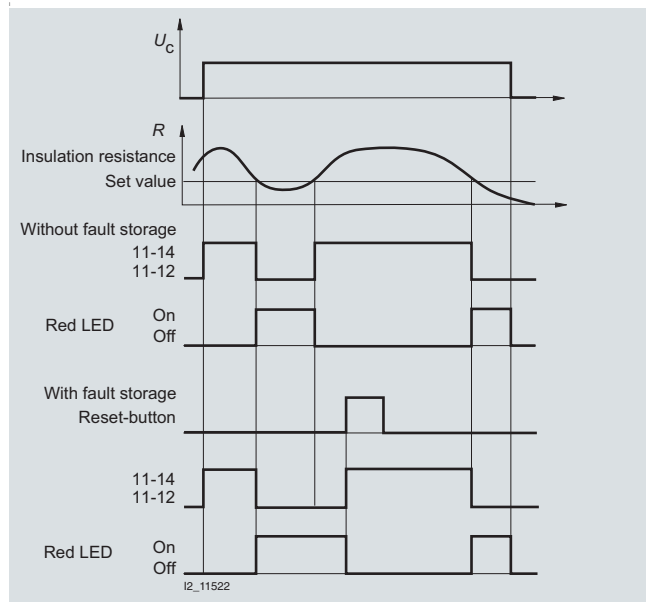 Uc
R
Insulation resistance
Set value
Without fault storage
11-14
11-12
Red LED On
Off
With fault storage
Reset-button
11-14
11-12
Red LED On
Off
I2_11522